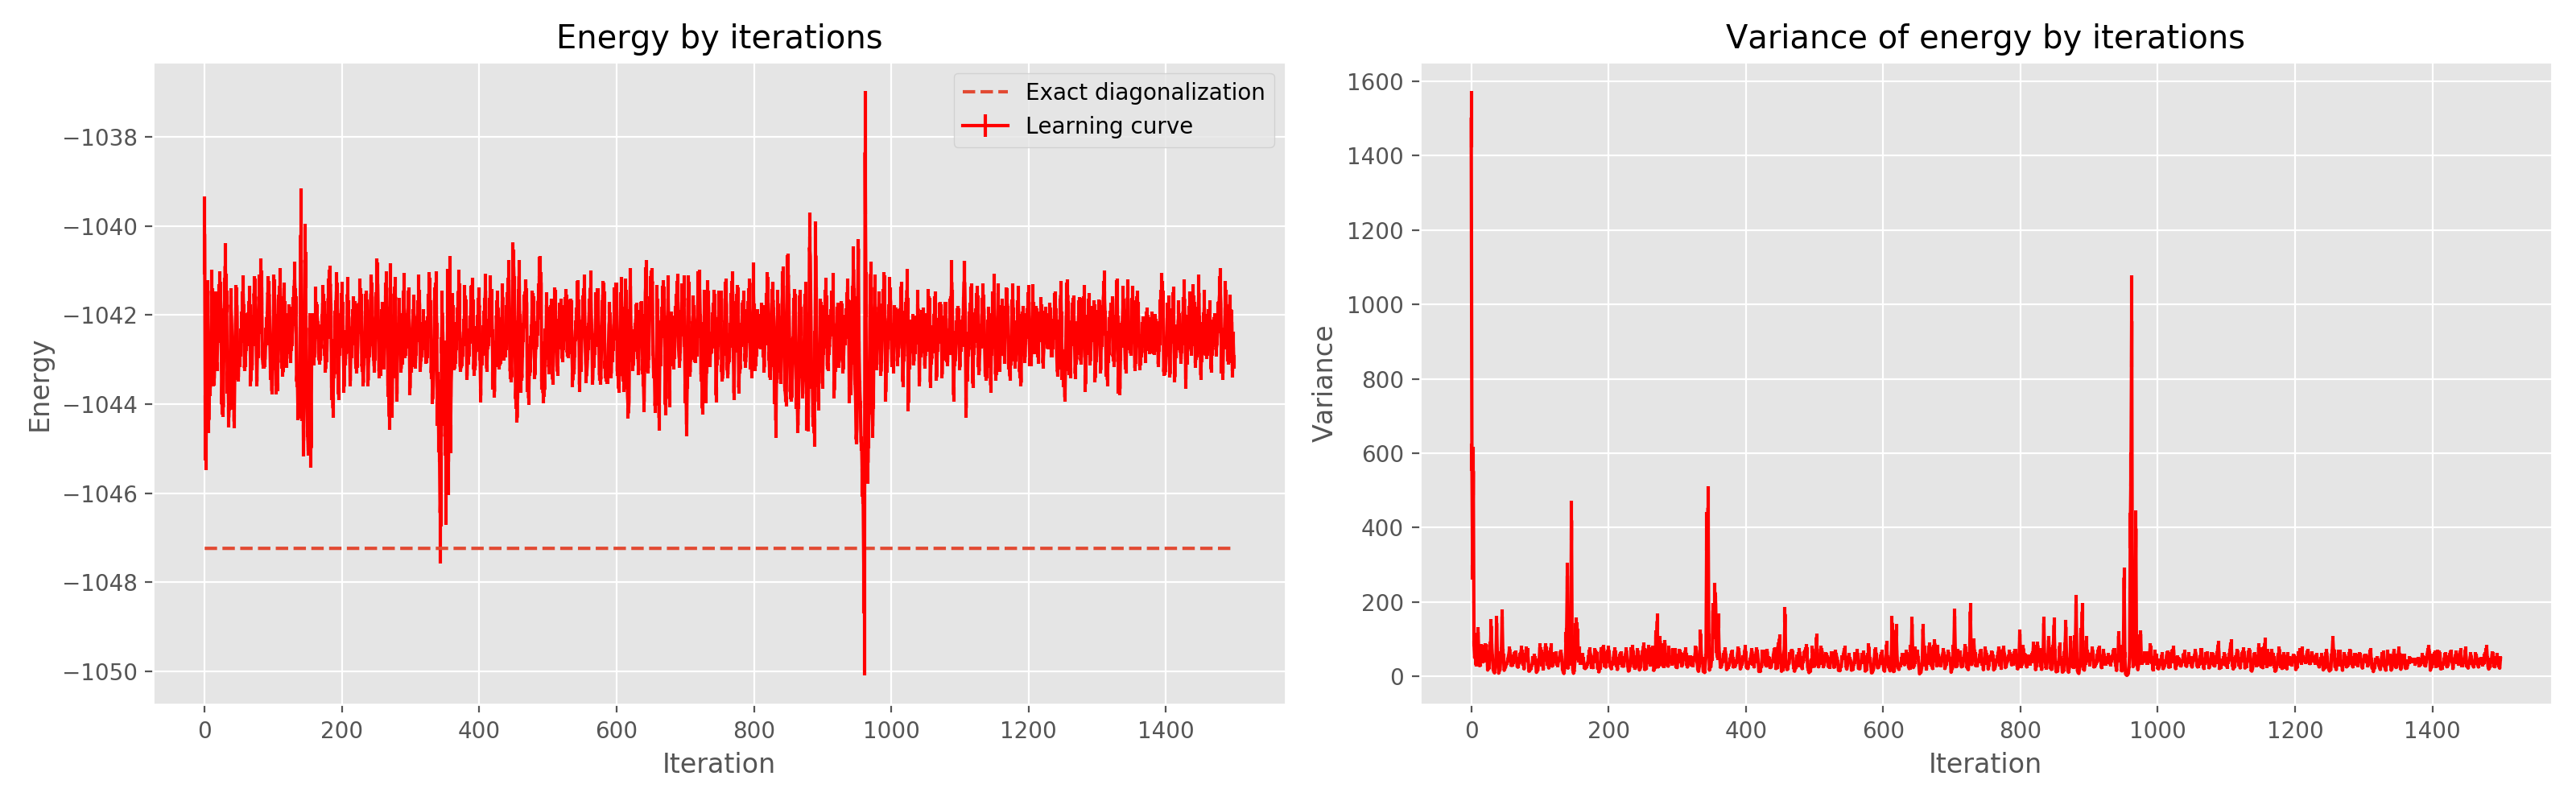 Energy by iterations
Exact diagonalization
Learning curve
−1038
−1040
−1042
−1044
−1046
−1048
−1050
Energy
0 200 400 600 800 1000 1200 1400
Iteration
Variance of energy by iterations
1600
1400
1200
1000
800
600
400
200
0
Variance
0 200 400 600 800 1000 1200 1400
Iteration